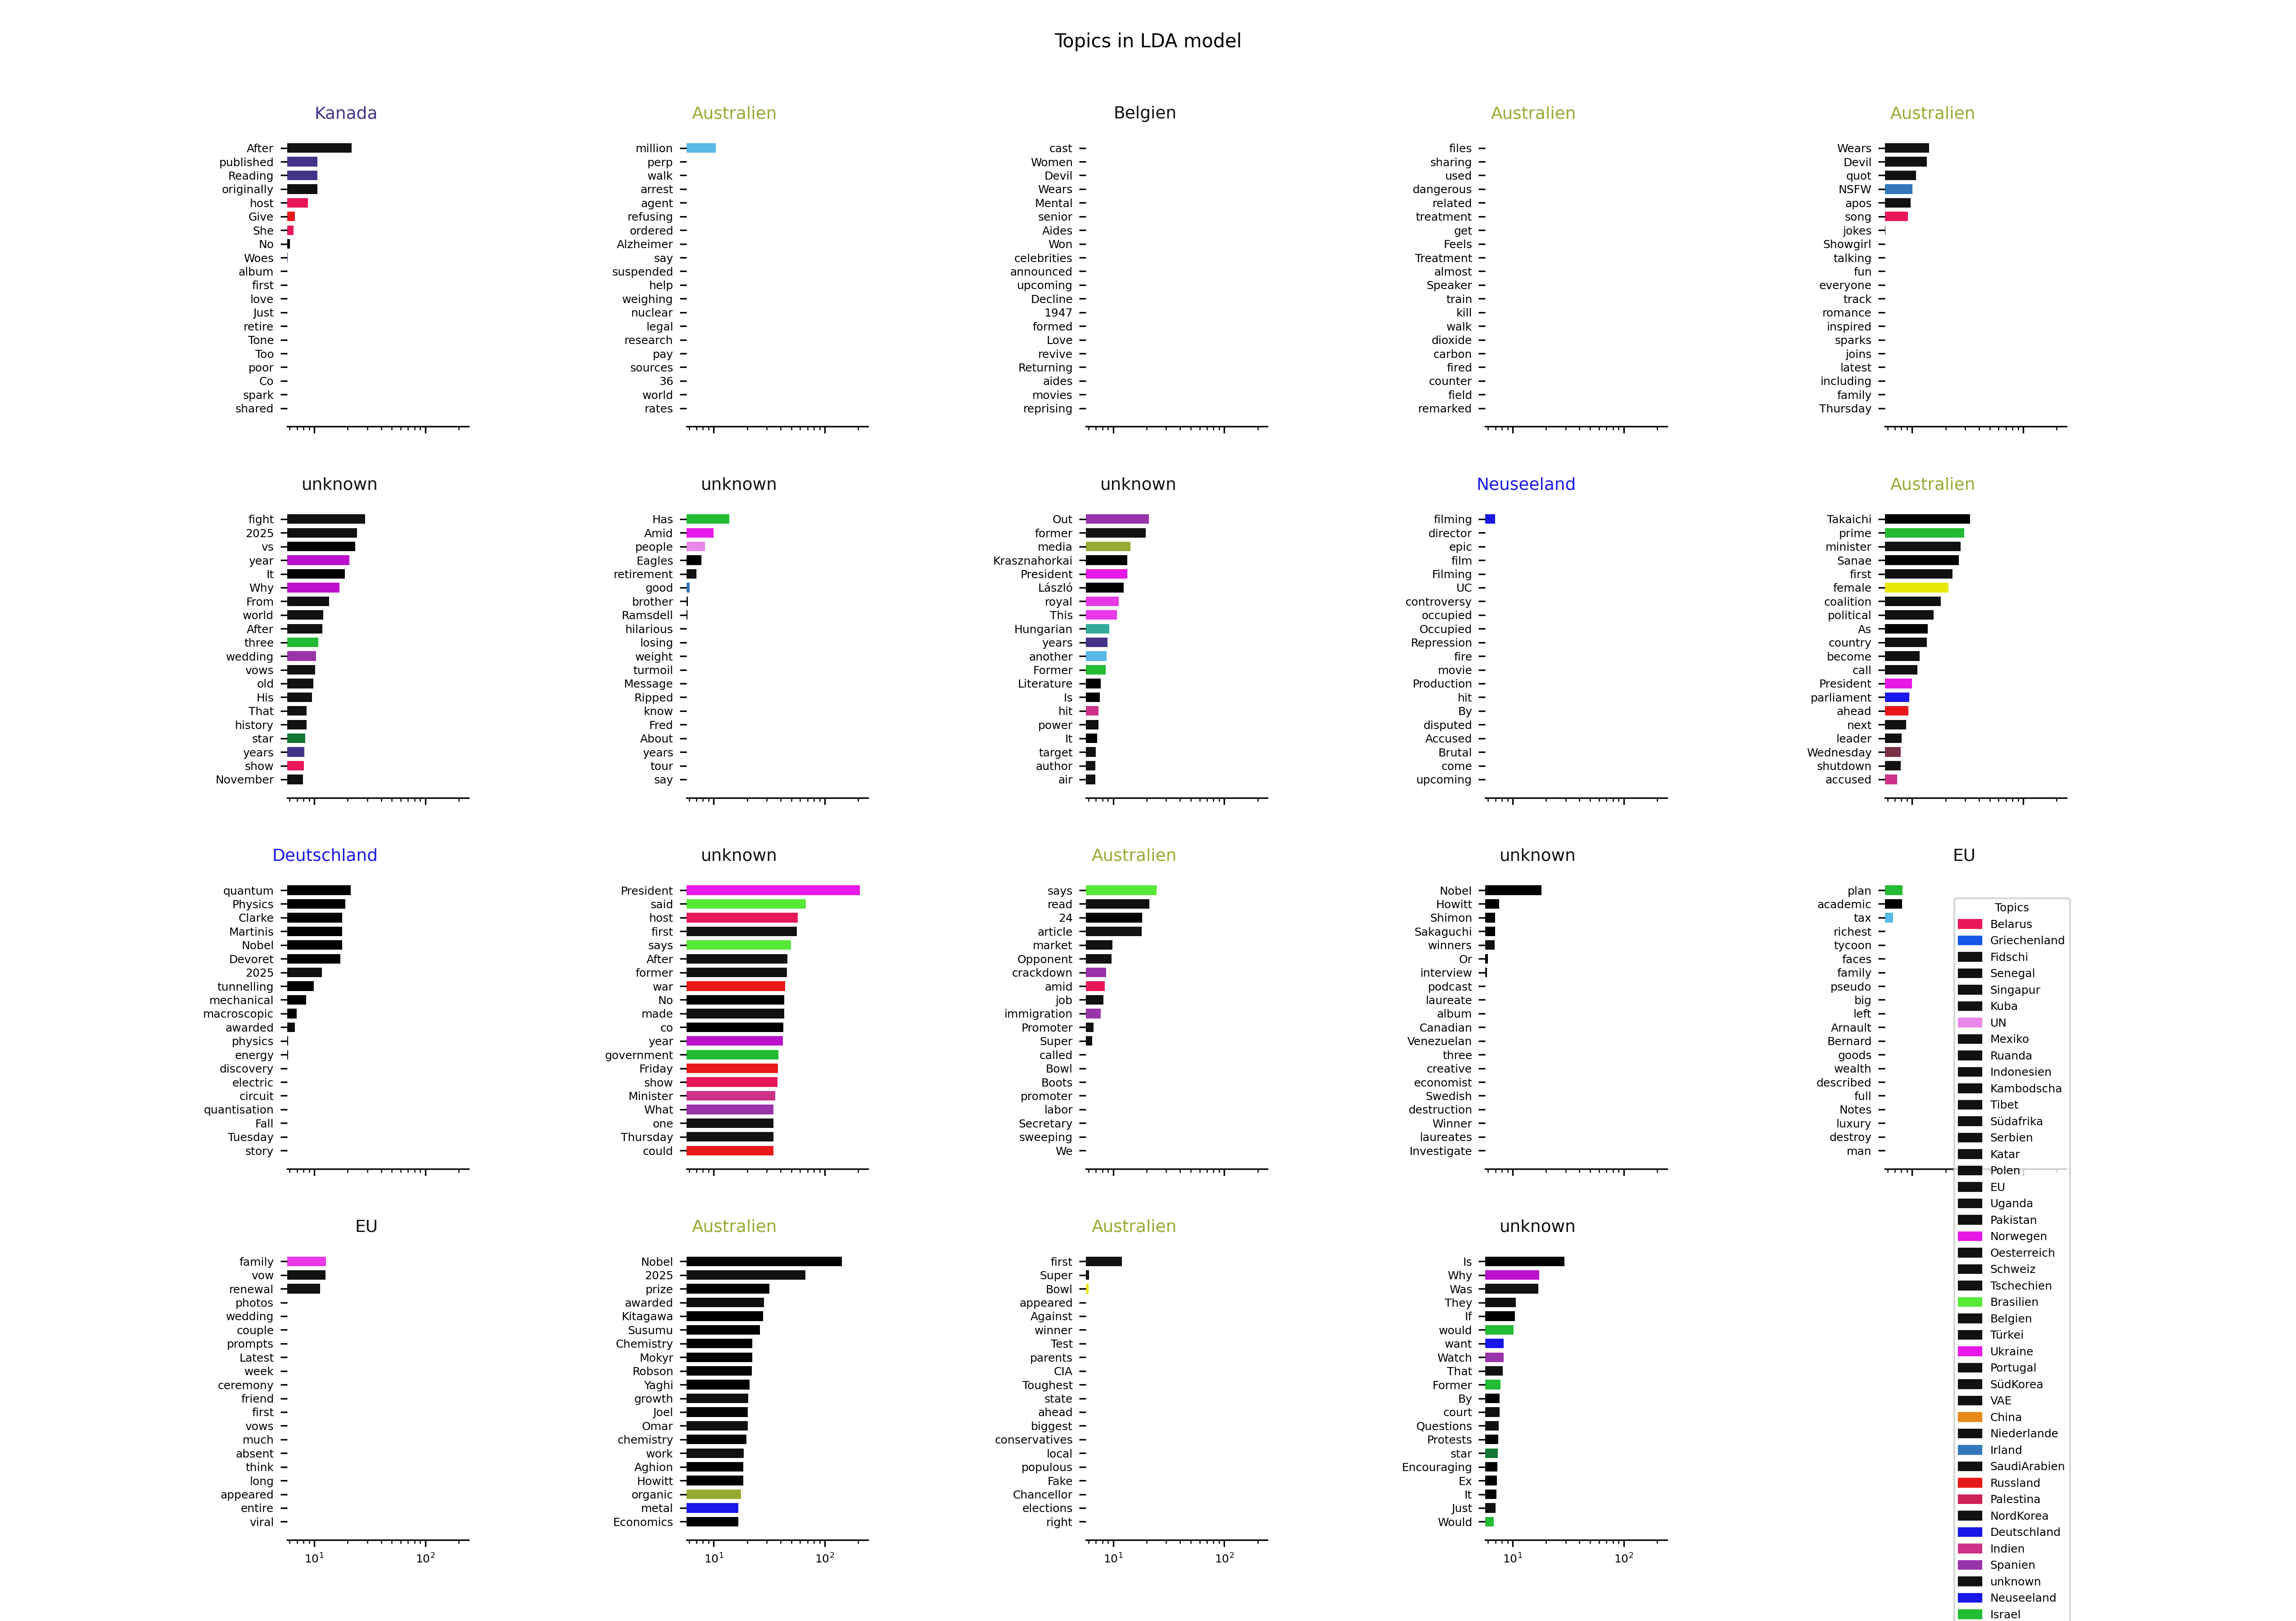 Topics in LDA model
Kanada
After
published
Reading
originally
host
Give
She
No
Woes
album
first
love
Just
retire
Tone
Too
poor
Co
spark
shared
Australien
million
perp
walk
arrest
agent
refusing
ordered
Alzheimer
say
suspended
help
weighing
nuclear
legal
research
pay
sources
36
world
rates
Belgien
cast
Women
Devil
Wears
Mental
senior
Aides
Won
celebrities
announced
upcoming
Decline
1947
formed
Love
revive
Returning
aides
movies
reprising
Australien
files
sharing
used
dangerous
related
treatment
get
Feels
Treatment
almost
Speaker
train
kill
walk
dioxide
carbon
fired
counter
field
remarked
Australien
Wears
Devil
quot
NSFW
apos
song
jokes
Showgirl
talking
fun
everyone
track
romance
inspired
sparks
joins
latest
including
family
Thursday
unknown
fight
2025
vs
year
It
Why
From
world
After
three
wedding
vows
old
His
That
history
star
years
show
November
unknown
Has
Amid
people
Eagles
retirement
good
brother
Ramsdell
hilarious
losing
weight
turmoil
Message
Ripped
know
Fred
About
years
tour
say
unknown
Out
former
media
Krasznahorkai
President
László
royal
This
Hungarian
years
another
Former
Literature
Is
hit
power
It
target
author
air
Neuseeland
filming
director
epic
film
Filming
UC
controversy
occupied
Occupied
Repression
fire
movie
Production
hit
By
disputed
Accused
Brutal
come
upcoming
Australien
Takaichi
prime
minister
Sanae
first
female
coalition
political
As
country
become
call
President
parliament
ahead
next
leader
Wednesday
shutdown
accused
Deutschland
quantum
Physics
Clarke
Martinis
Nobel
Devoret
2025
tunnelling
mechanical
macroscopic
awarded
physics
energy
discovery
electric
circuit
quantisation
Fall
Tuesday
story
unknown
President
said
host
first
says
After
former
war
No
made
co
year
government
Friday
show
Minister
What
one
Thursday
could
Australien
says
read
24
article
market
Opponent
crackdown
amid
job
immigration
Promoter
Super
called
Bowl
Boots
promoter
labor
Secretary
sweeping
We
unknown
Nobel
Howitt
Shimon
Sakaguchi
winners
Or
interview
podcast
laureate
album
Canadian
Venezuelan
three
creative
economist
Swedish
destruction
Winner
laureates
Investigate
EU
plan
academic
tax
richest
tycoon
faces
family
pseudo
big
left
Arnault
Bernard
goods
wealth
described
full
Notes
luxury
destroy
man
EU
family
vow
renewal
photos
wedding
couple
prompts
Latest
week
ceremony
friend
first
vows
much
absent
think
long
appeared
entire
viral
10¹ 10²
Australien
Nobel
2025
prize
awarded
Kitagawa
Susumu
Chemistry
Mokyr
Robson
Yaghi
growth
Joel
Omar
chemistry
work
Aghion
Howitt
organic
metal
Economics
10¹ 10²
Australien
first
Super
Bowl
appeared
Against
winner
Test
parents
CIA
Toughest
state
ahead
biggest
conservatives
local
populous
Fake
Chancellor
elections
right
10¹ 10²
unknown
Is
Why
Was
They
If
would
want
Watch
That
Former
By
court
Questions
Protests
star
Encouraging
Ex
It
Just
Would
10¹ 10²
Topics
Belarus
Griechenland
Fidschi
Senegal
Singapur
Kuba
UN
Mexiko
Ruanda
Indonesien
Kambodscha
Tibet
Südafrika
Serbien
Katar
Polen
EU
Uganda
Pakistan
Norwegen
Oesterreich
Schweiz
Tschechien
Brasilien
Belgien
Türkei
Ukraine
Portugal
SüdKorea
VAE
China
Niederlande
Irland
SaudiArabien
Russland
Palestina
NordKorea
Deutschland
Indien
Spanien
unknown
Neuseeland
Israel